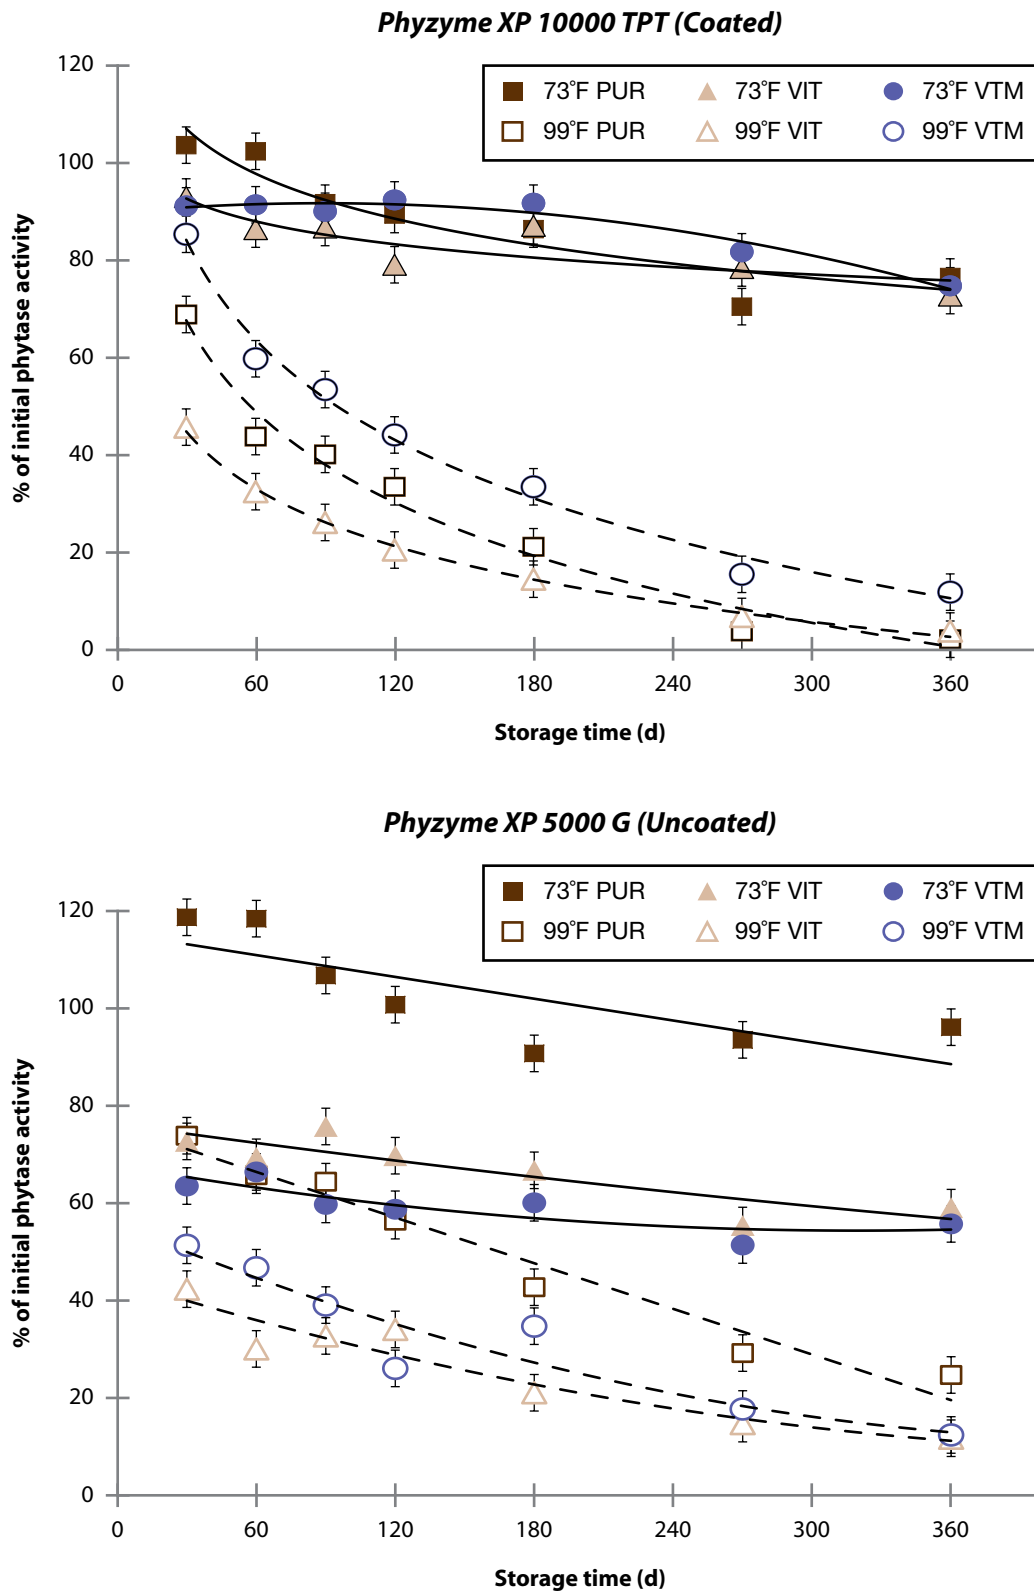 Phyzyme XP 10000 TPT (Coated)
73°F PUR 73°F VIT 73°F VTM
99°F PUR 99°F VIT 99°F VTM
% of initial phytase activity
120
100
80
60
40
20
0
0 60 120 180 240 300 360
Storage time (d)
Phyzyme XP 5000 G (Uncoated)
73°F PUR 73°F VIT 73°F VTM
99°F PUR 99°F VIT 99°F VTM
% of initial phytase activity
120
100
80
60
40
20
0
0 60 120 180 240 300 360
Storage time (d)